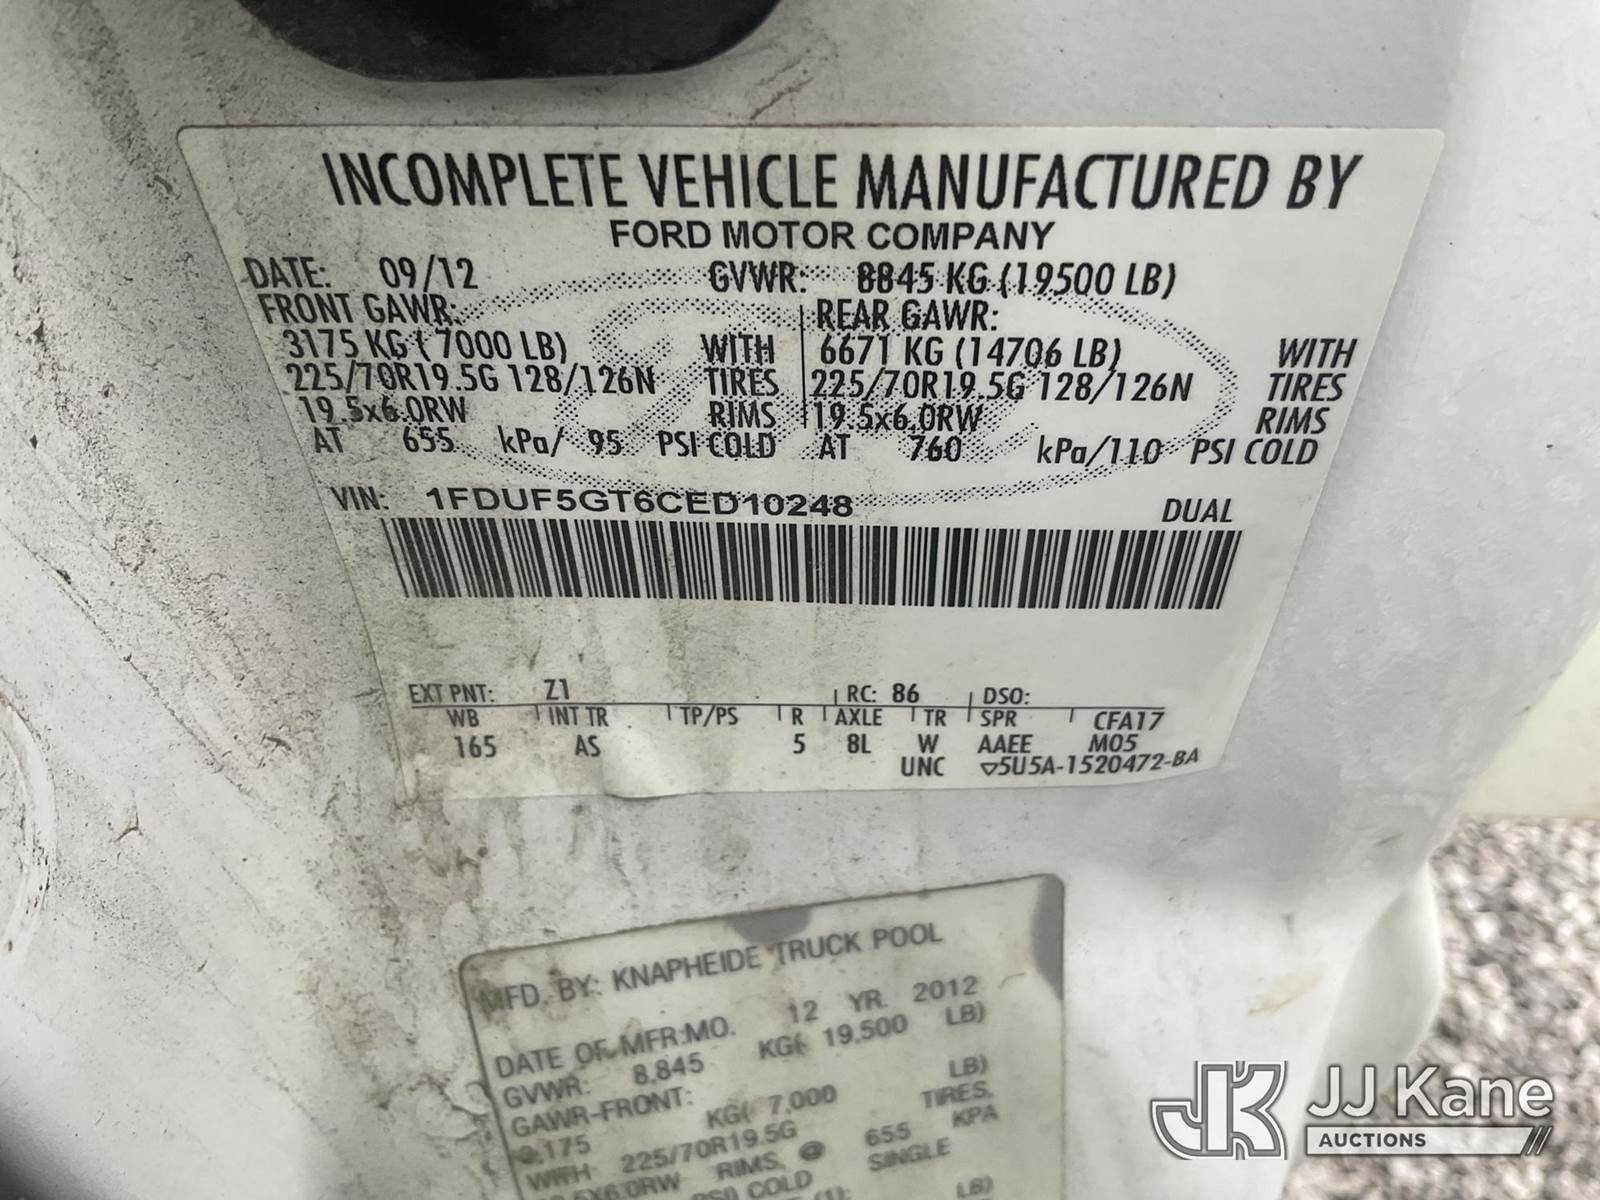 INCOMPLETE VEHICLE MANUFACTURED BY
FORD MOTOR COMPANY
DATE: 09/12 GVWR: 8845 KG (19500 LB)
FRONT GAWR: REAR GAWR:
3175 KG ( 7000 LB) WITH 6671 KG (14706 LB) WITH
225/70R19.5G 128/126N TIRES 225/70R19.5G 128/126N TIRES
19.5x6.0RW RIMS 19.5x6.0RW RIMS
AT 655 kPa/ 95 PSI COLD AT 760 kPa/110 PSI COLD
VIN: 1FDUF5GT6CED10248 DUAL
EXT PNT: Z1 RC: 86 DSO:
WB INT TR TP/PS R AXLE TR SPR CFA17
165 AS 5 8L W AAEE M05
UNC ▽5U5A-1520472-BA
MFD. BY: KNAPHEIDE TRUCK POOL
DATE OF MFR:MO. 12 YR. 2012
GVWR: 8,845 KG( 19,500 LB)
GAWR-FRONT:
3,175 KG( 7,000 LB)
WITH 225/70R19.5G TIRES,
RIMS, @ 655 KPA
COLD SINGLE
LB)
JK JJ Kane
AUCTIONS